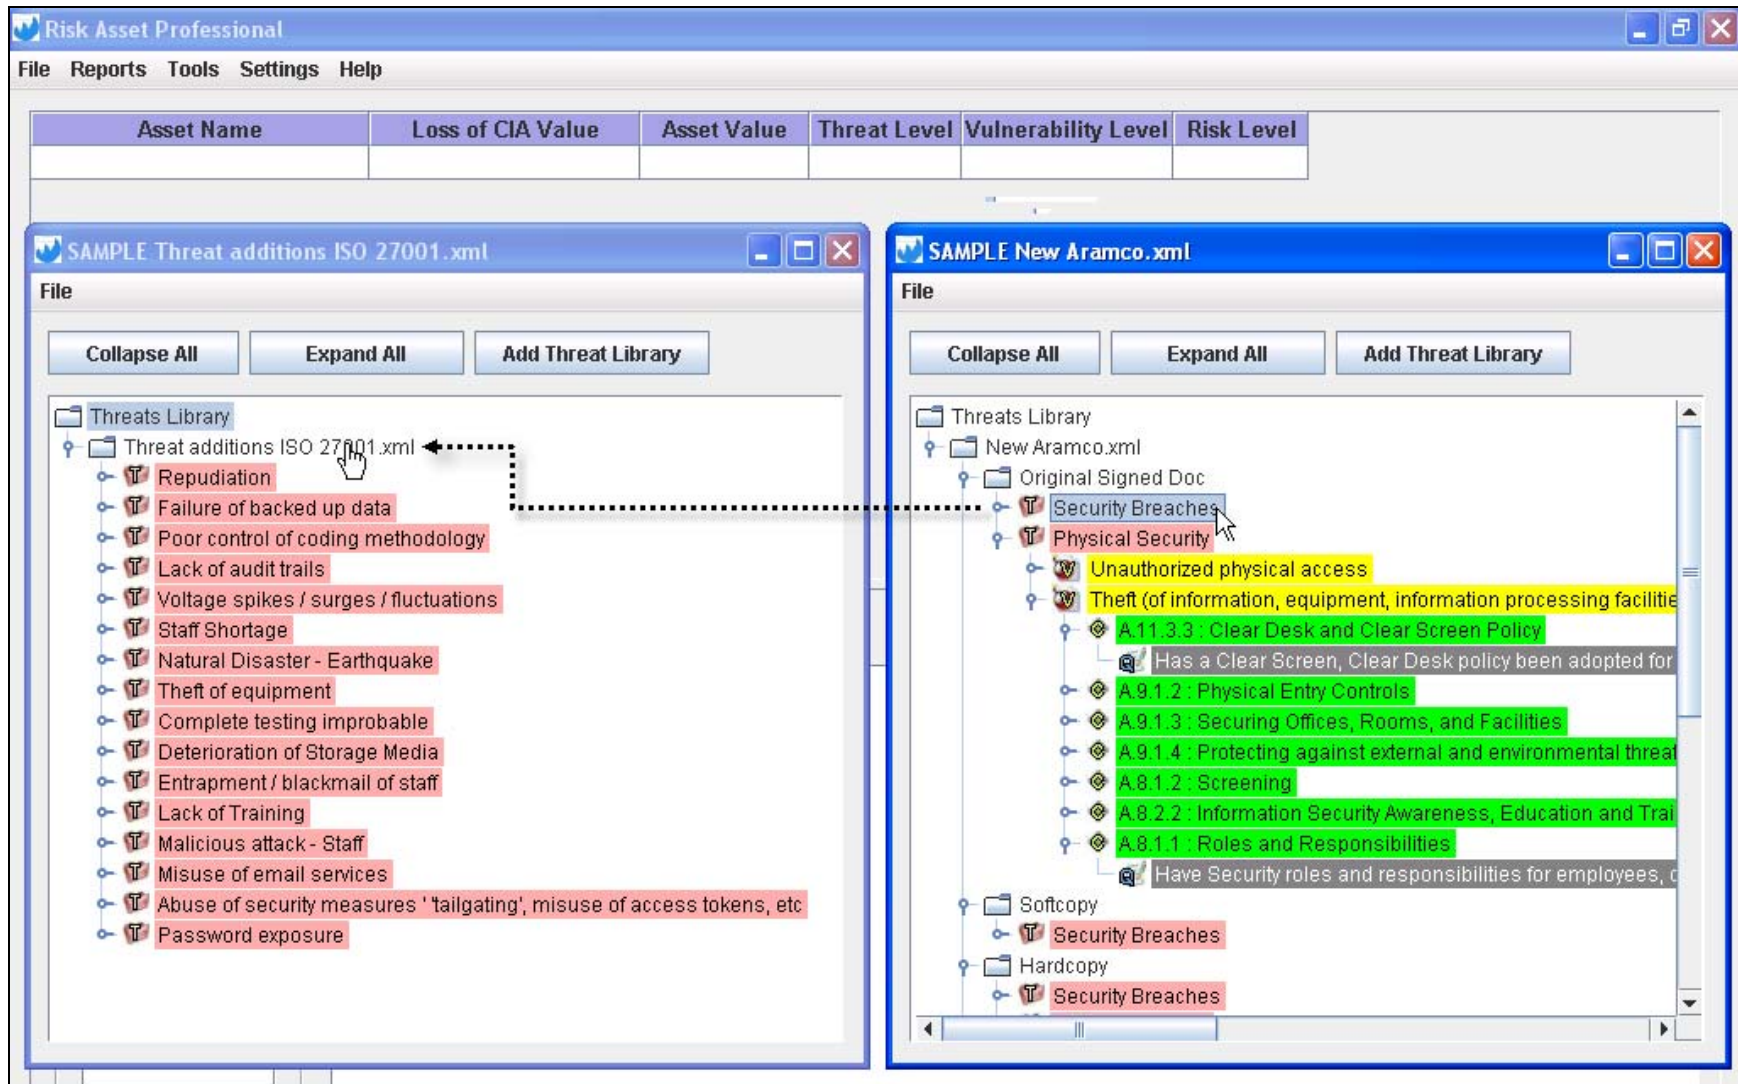 Risk Asset Professional
File Reports Tools Settings Help
Asset Name Loss of CIA Value Asset Value Threat Level Vulnerability Level Risk Level
SAMPLE Threat additions ISO 27001.xml
File
Collapse All Expand All Add Threat Library
Threats Library
Threat additions ISO 27001.xml
Repudiation
Failure of backed up data
Poor control of coding methodology
Lack of audit trails
Voltage spikes / surges / fluctuations
Staff Shortage
Natural Disaster - Earthquake
Theft of equipment
Complete testing improbable
Deterioration of Storage Media
Entrapment / blackmail of staff
Lack of Training
Malicious attack - Staff
Misuse of email services
Abuse of security measures ' 'tailgating', misuse of access tokens, etc
Password exposure
SAMPLE New Aramco.xml
File
Collapse All Expand All Add Threat Library
Threats Library
New Aramco.xml
Original Signed Doc
Security Breaches
Physical Security
Unauthorized physical access
Theft (of information, equipment, information processing facilitie
A.11.3.3 : Clear Desk and Clear Screen Policy
Has a Clear Screen, Clear Desk policy been adopted for
A.9.1.2 : Physical Entry Controls
A.9.1.3 : Securing Offices, Rooms, and Facilities
A.9.1.4 : Protecting against external and environmental threat
A.8.1.2 : Screening
A.8.2.2 : Information Security Awareness, Education and Trai
A.8.1.1 : Roles and Responsibilities
Have Security roles and responsibilities for employees, c
Softcopy
Security Breaches
Hardcopy
Security Breaches